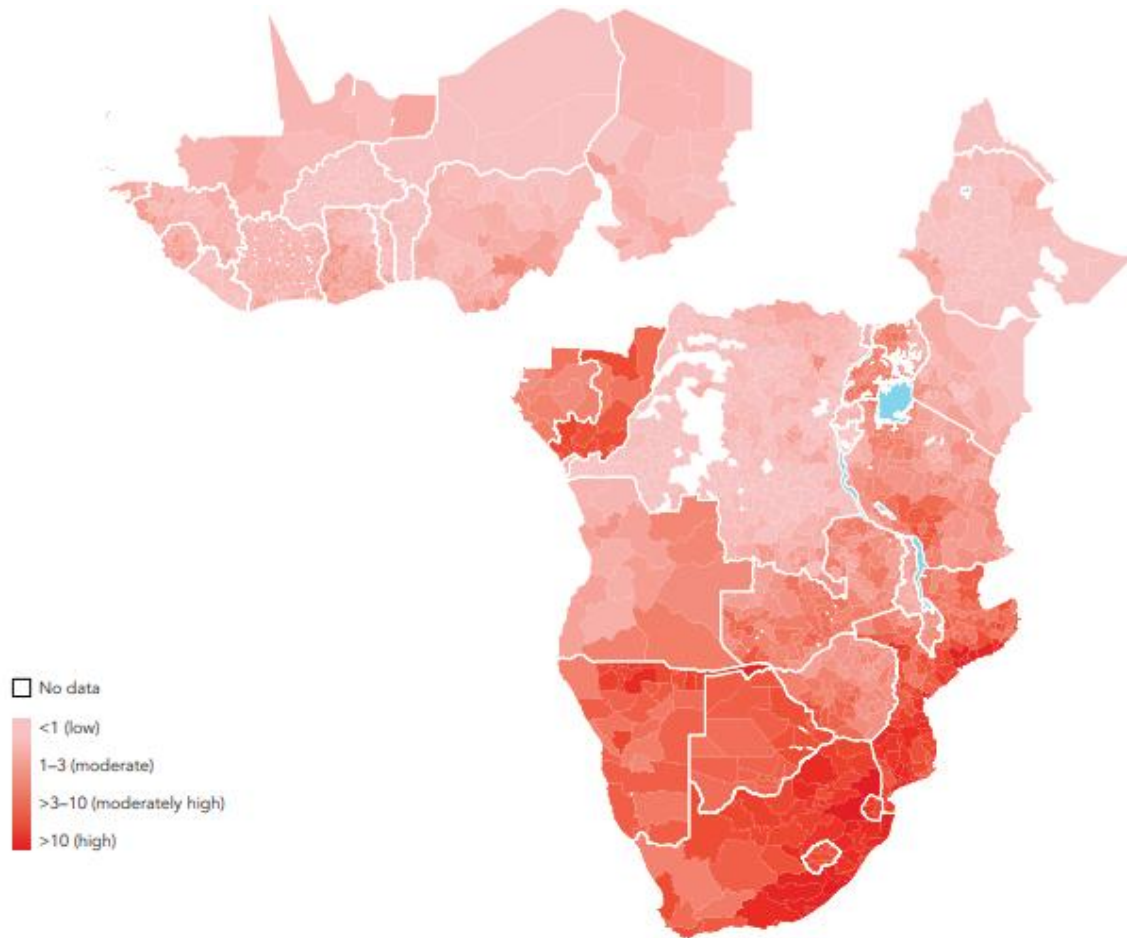 No data
<1 (low)
1–3 (moderate)
>3–10 (moderately high)
>10 (high)